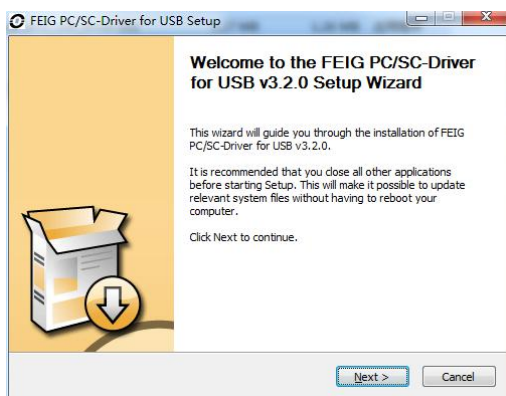 FEIG PC/SC-Driver for USB Setup
Welcome to the FEIG PC/SC-Driver
for USB v3.2.0 Setup Wizard
This wizard will guide you through the installation of FEIG
PC/SC-Driver for USB v3.2.0.
It is recommended that you close all other applications
before starting Setup. This will make it possible to update
relevant system files without having to reboot your
computer.
Click Next to continue.
Next >
Cancel